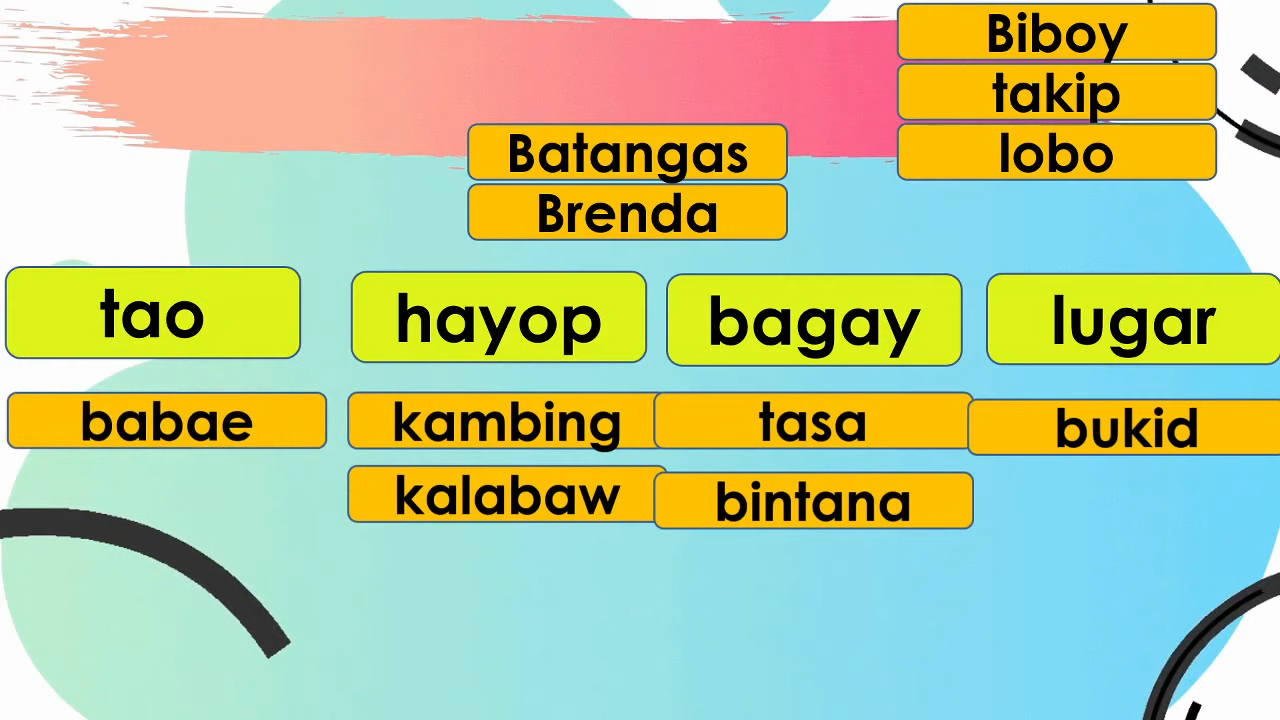 Biboy
takip
lobo
Batangas
Brenda
tao
hayop
bagay
lugar
babae
kambing
tasa
bukid
kalabaw
bintana